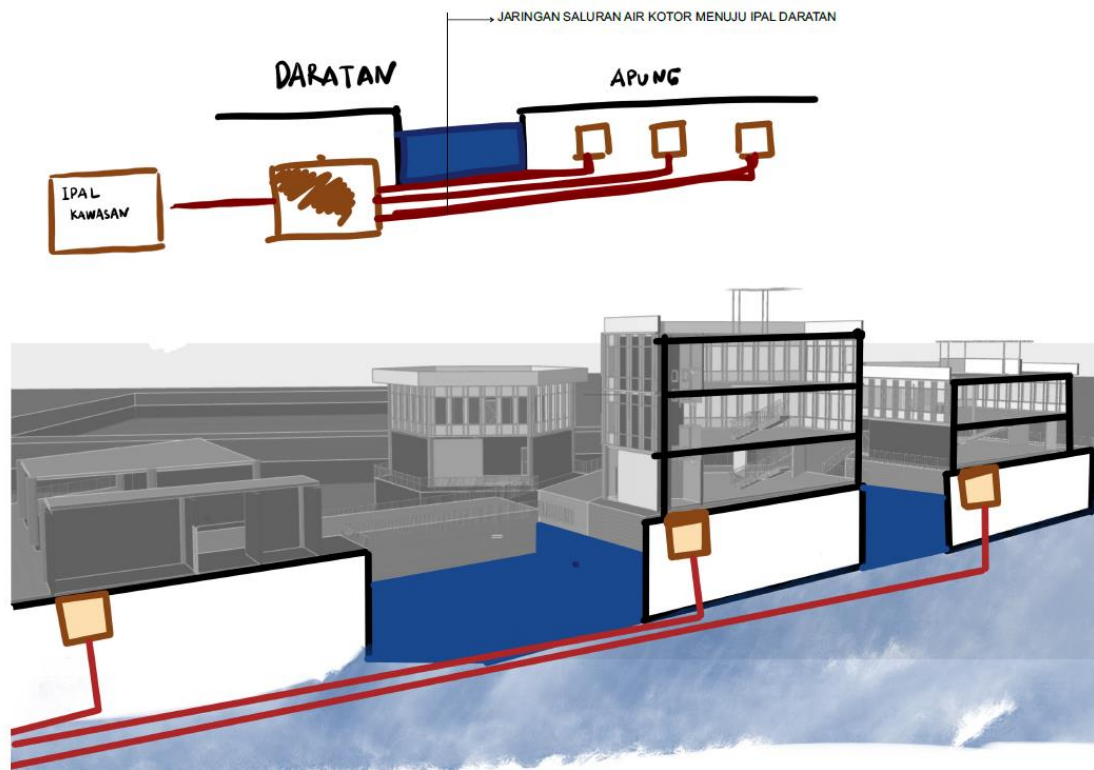 JARINGAN SALURAN AIR KOTOR MENUJU IPAL DARATAN
DARATAN
APUNG
IPAL
KAWASAN